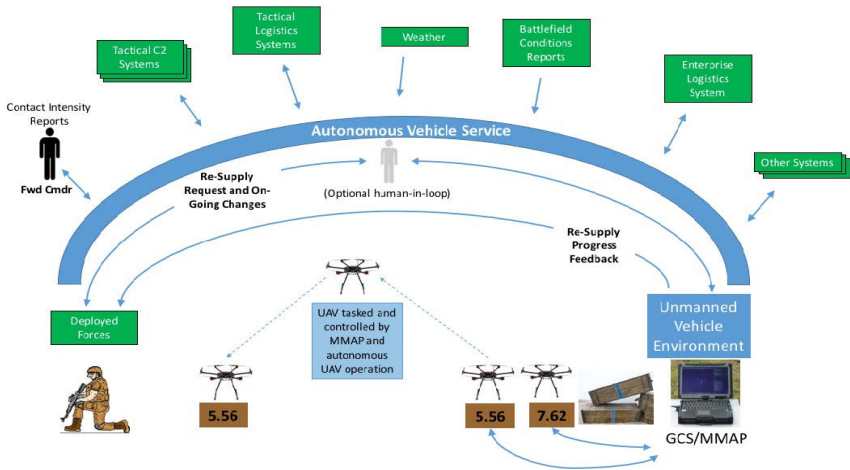 Tactical C2
Systems
Tactical
Logistics
Systems
Weather
Battlefield
Conditions
Reports
Enterprise
Logistics
System
Other Systems
Contact Intensity
Reports
Fwd Cmdr
Autonomous Vehicle Service
Re-Supply
Request and On-
Going Changes
(Optional human-in-loop)
Re-Supply
Progress
Feedback
Deployed
Forces
UAV tasked and
controlled by
MMAP and
autonomous
UAV operation
Unmanned
Vehicle
Environment
5.56
5.56
7.62
GCS/MMAP